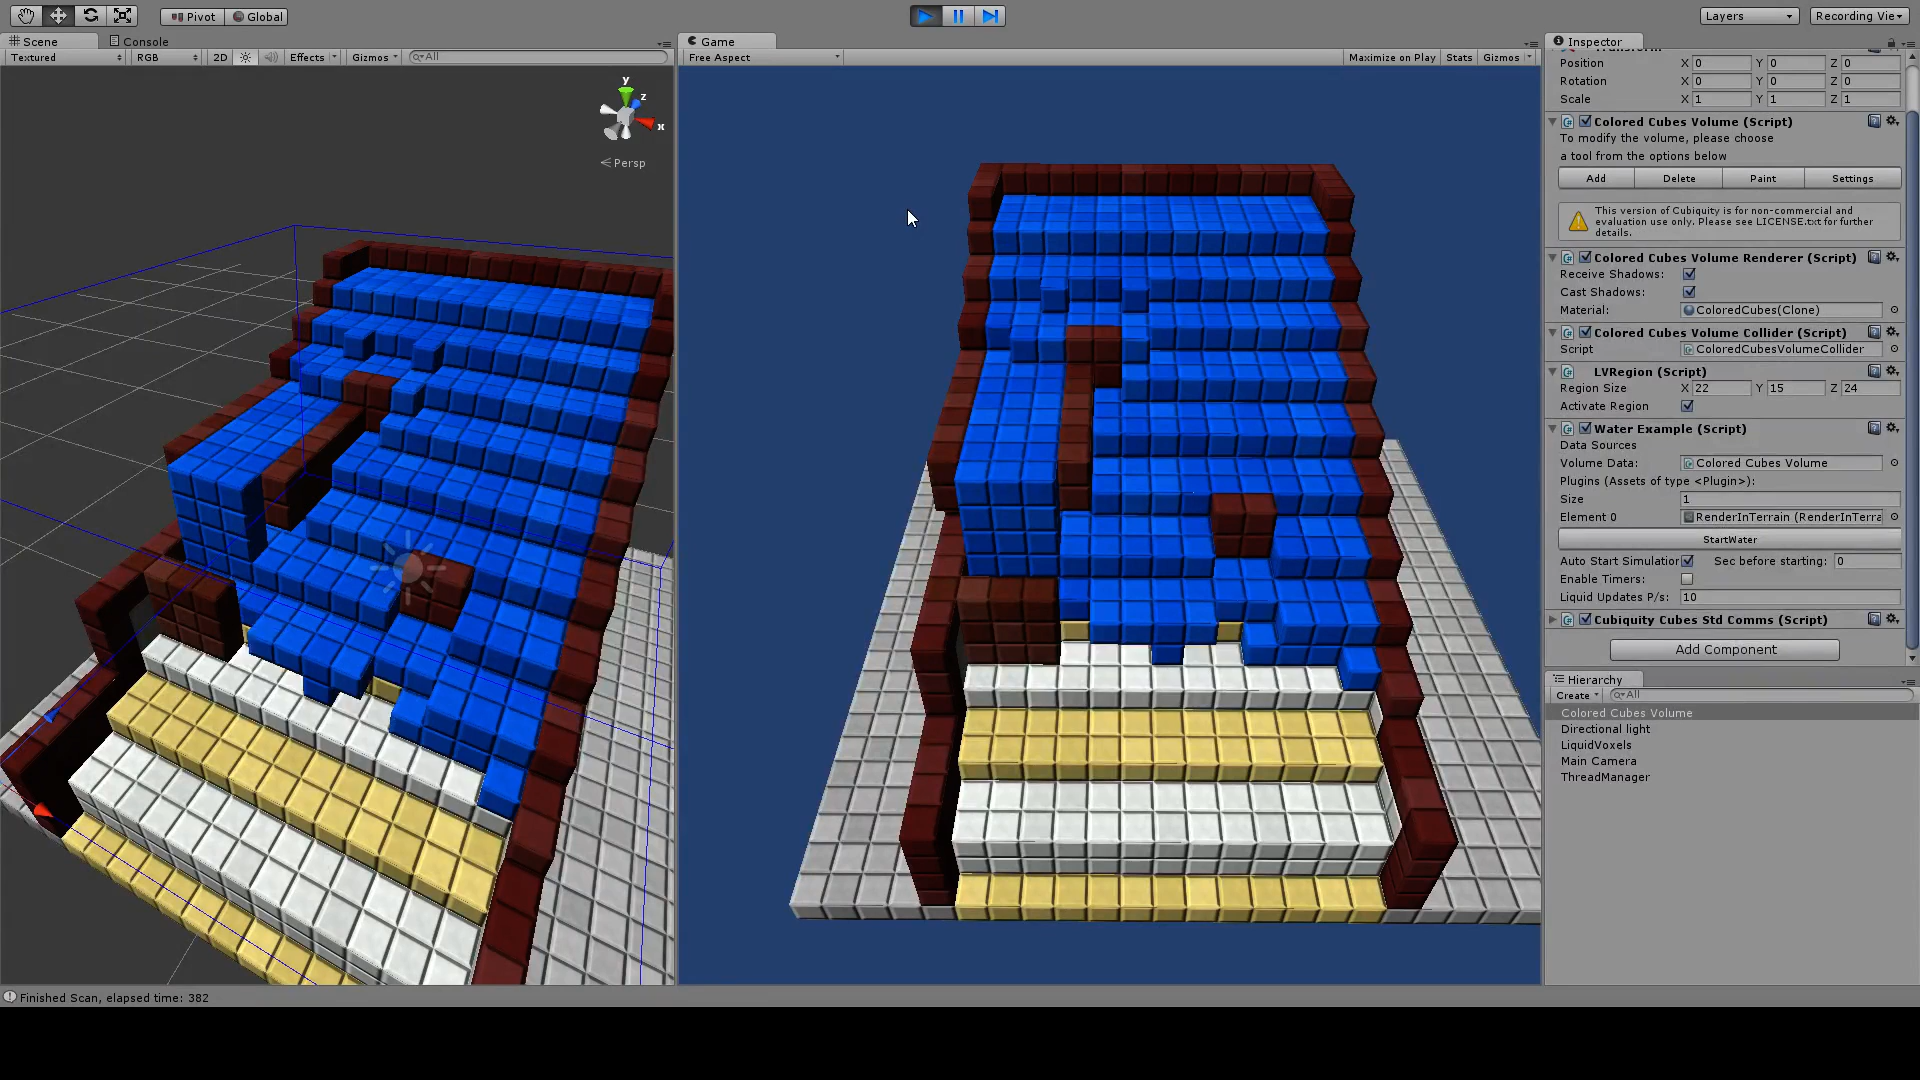 Pivot Global Layers Recording Vie
Scene Console Game Inspector
Textured RGB 2D Effects Gizmos All
Free Aspect Maximize on Play Stats Gizmos
y
z
x
Persp
Transform
Position X 0 Y 0 Z 0
Rotation X 0 Y 0 Z 0
Scale X 1 Y 1 Z 1
Colored Cubes Volume (Script)
To modify the volume, please choose
a tool from the options below
Add Delete Paint Settings
This version of Cubiquity is for non-commercial and
evaluation use only. Please see LICENSE.txt for further
details.
Colored Cubes Volume Renderer (Script)
Receive Shadows:
Cast Shadows:
Material: ColoredCubes(Clone)
Colored Cubes Volume Collider (Script)
Script ColoredCubesVolumeCollider
LVRegion (Script)
Region Size X 22 Y 15 Z 24
Activate Region
Water Example (Script)
Data Sources
Volume Data: Colored Cubes Volume
Plugins (Assets of type <Plugin>):
Size 1
Element 0 RenderInTerrain (RenderInTerra
StartWater
Auto Start Simulation Sec before starting: 0
Enable Timers:
Liquid Updates P/s: 10
Cubiquity Cubes Std Comms (Script)
Add Component
Hierarchy
Create All
Colored Cubes Volume
Directional light
LiquidVoxels
Main Camera
ThreadManager
Finished Scan, elapsed time: 382